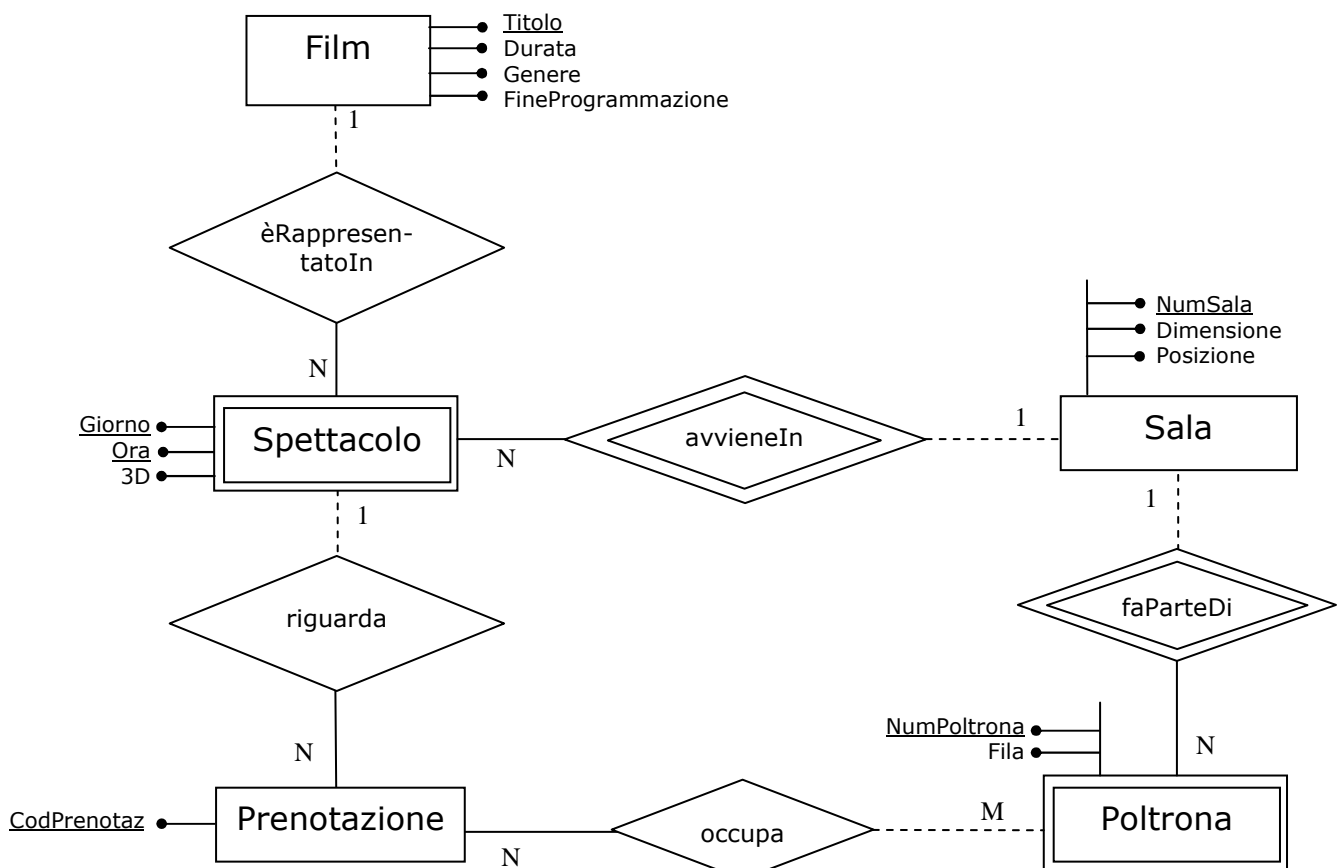 Film
Titolo
Durata
Genere
FineProgrammazione
1
èRappresen-
tatoIn
N
NumSala
Dimensione
Posizione
Giorno
Ora
3D
Spettacolo
N
avvieneIn
1
Sala
1
1
riguarda
faParteDi
N
NumPoltrona
Fila
N
CodPrenotaz
Prenotazione
N
occupa
M
Poltrona